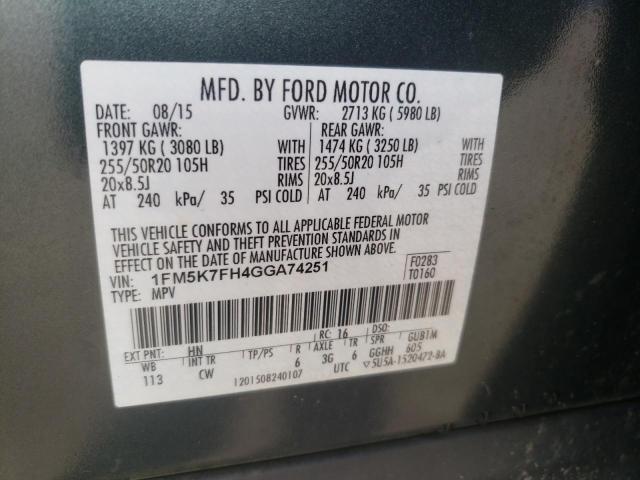 MFD. BY FORD MOTOR CO.
DATE: 08/15 GVWR: 2713 KG (5980 LB)
FRONT GAWR: REAR GAWR:
1397 KG (3080 LB) WITH 1474 KG (3250 LB) WITH
255/50R20 105H TIRES 255/50R20 105H TIRES
20x8.5J RIMS 20x8.5J RIMS
AT 240 kPa/ 35 PSI COLD AT 240 kPa/ 35 PSI COLD
THIS VEHICLE CONFORMS TO ALL APPLICABLE FEDERAL MOTOR
VEHICLE SAFETY AND THEFT PREVENTION STANDARDS IN
EFFECT ON THE DATE OF MANUFACTURE SHOWN ABOVE.
VIN: 1FM5K7FH4GGA74251 F0283
TYPE: MPV T0160
EXT PNT: HN RC: 16 DSO:
WB INT TR TP/PS R AXLE TR SPR GUB1M
113 CW 6 3G 6 GGHH 605
1201508240107 UTC ▽5U5A-1520472-BA